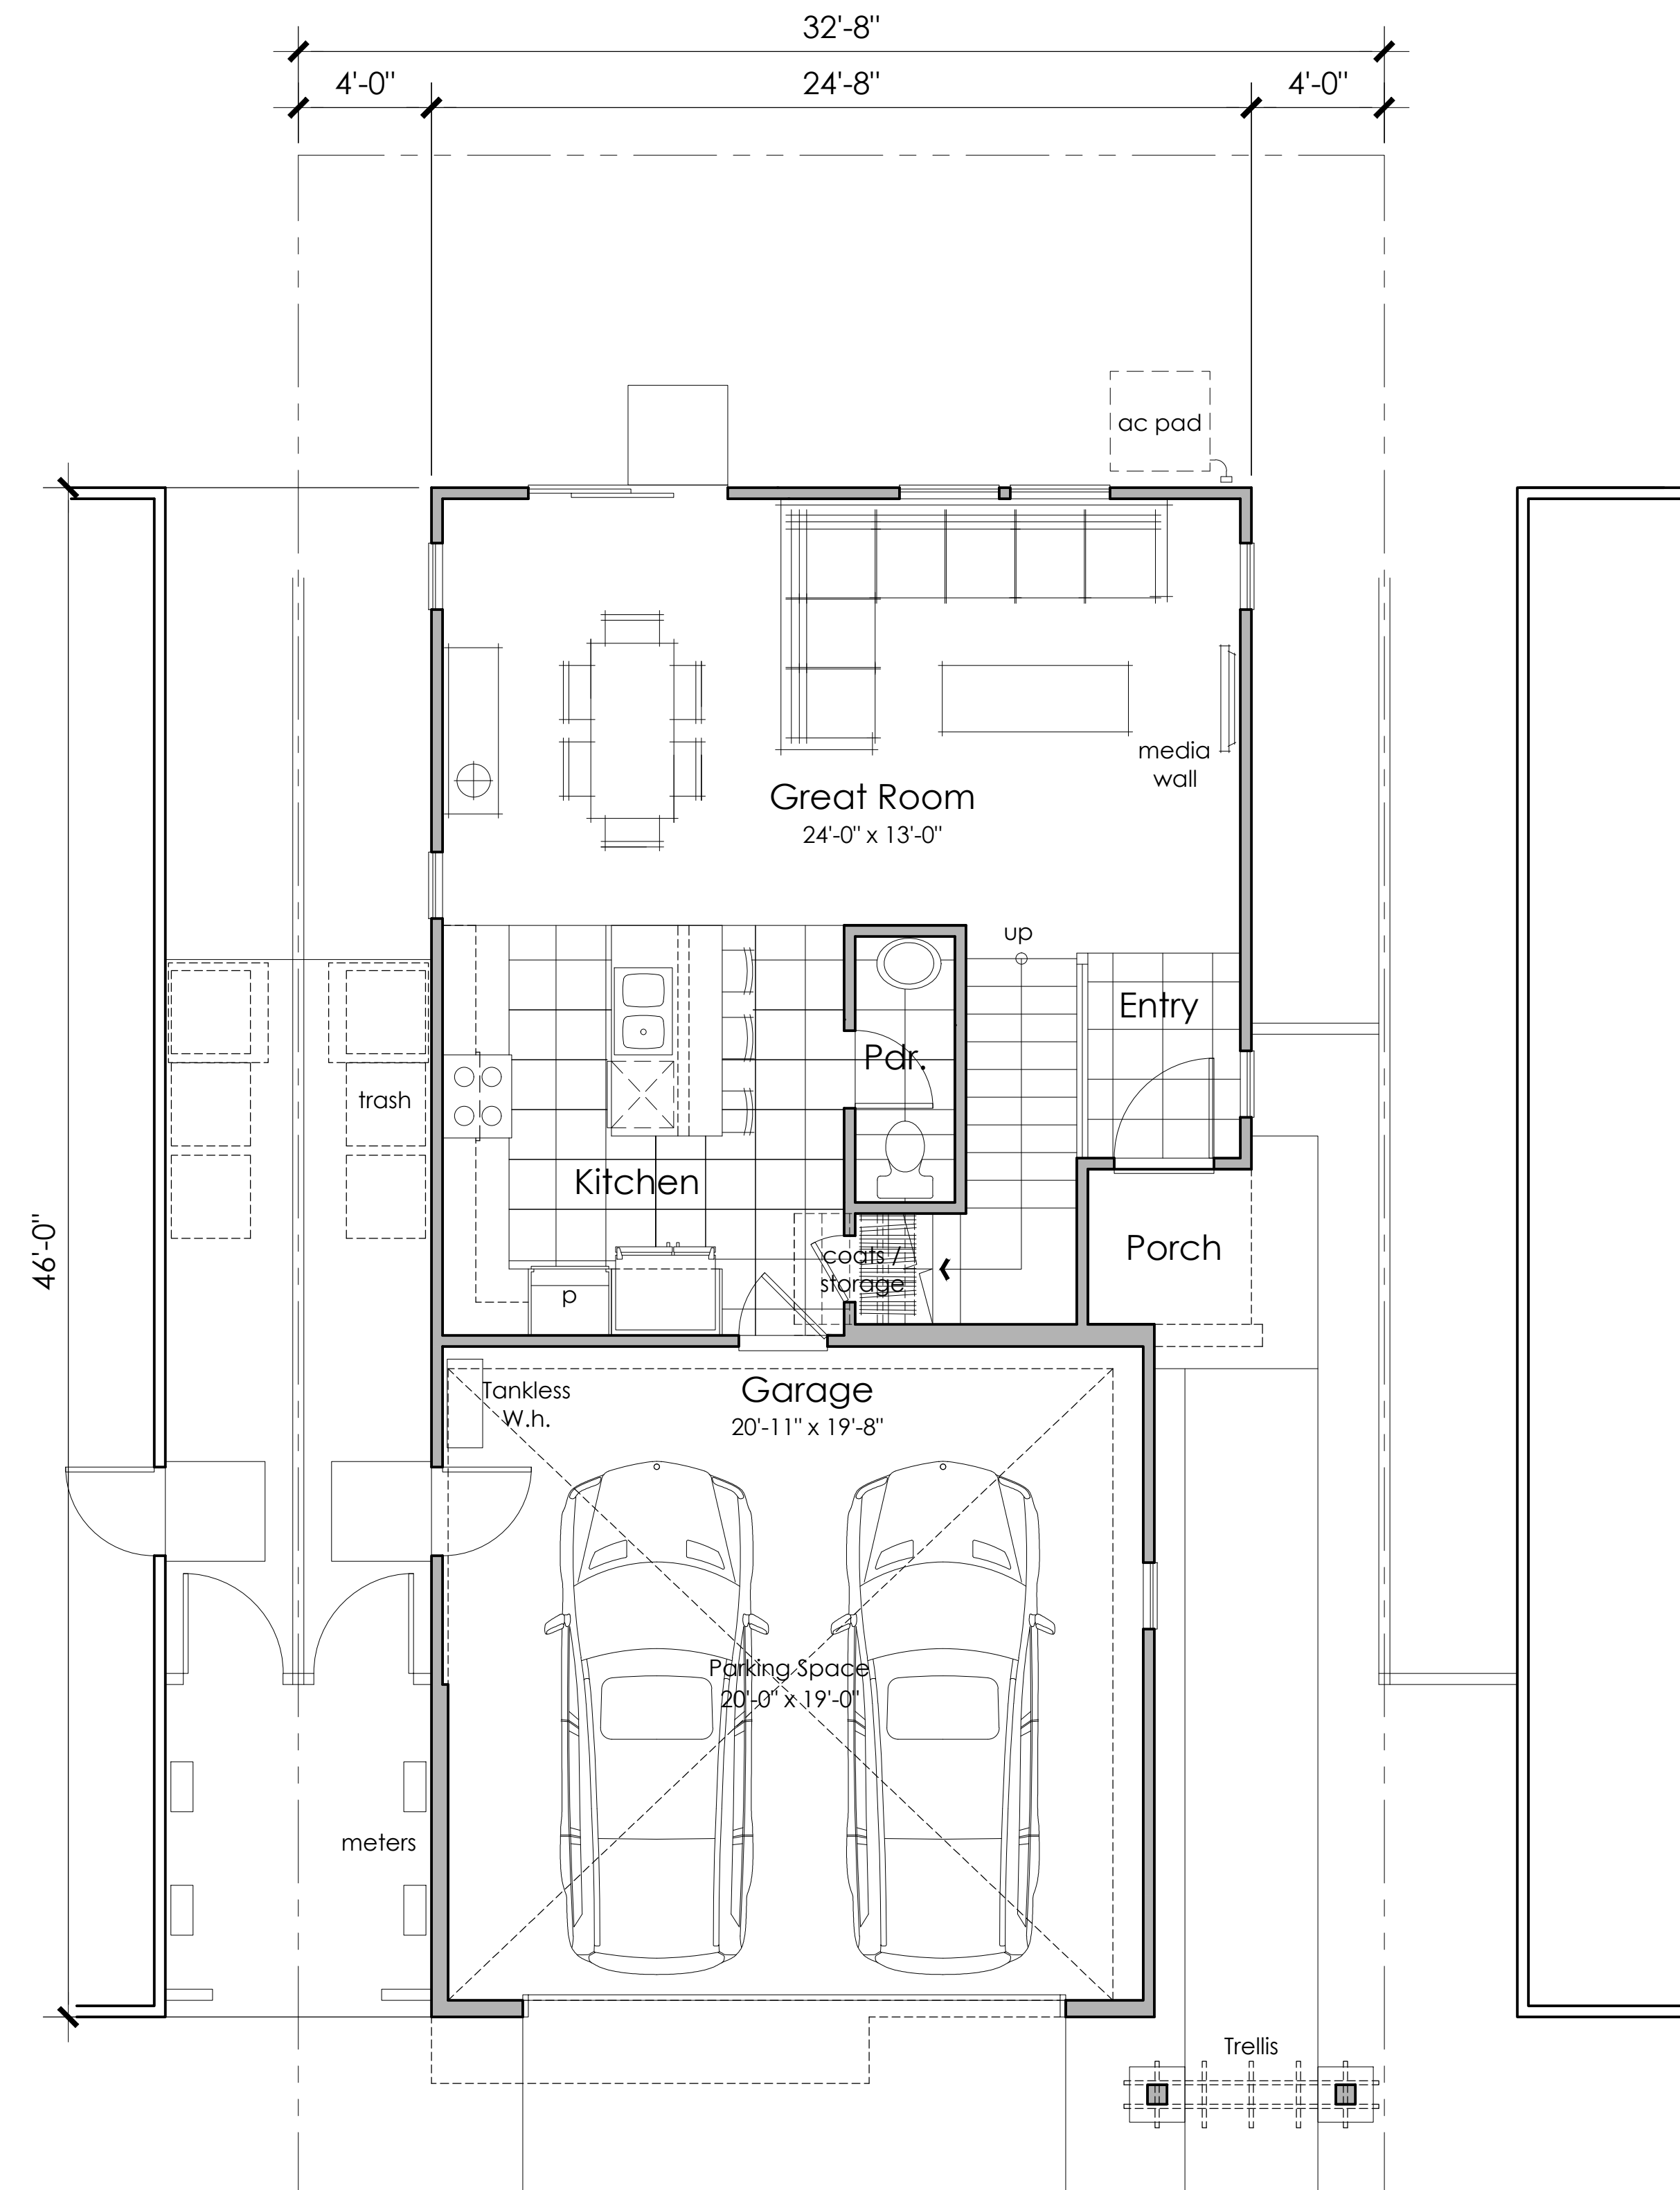 32'-8"
4'-0"
24'-8"
4'-0"
ac pad
media
wall
Great Room
24'-0" x 13'-0"
up
Entry
Pdr.
trash
Kitchen
46'-0"
Porch
coats /
storage
p
Tankless
W.h.
Garage
20'-11" x 19'-8"
Parking Space
20'-0" x 19'-0"
meters
Trellis